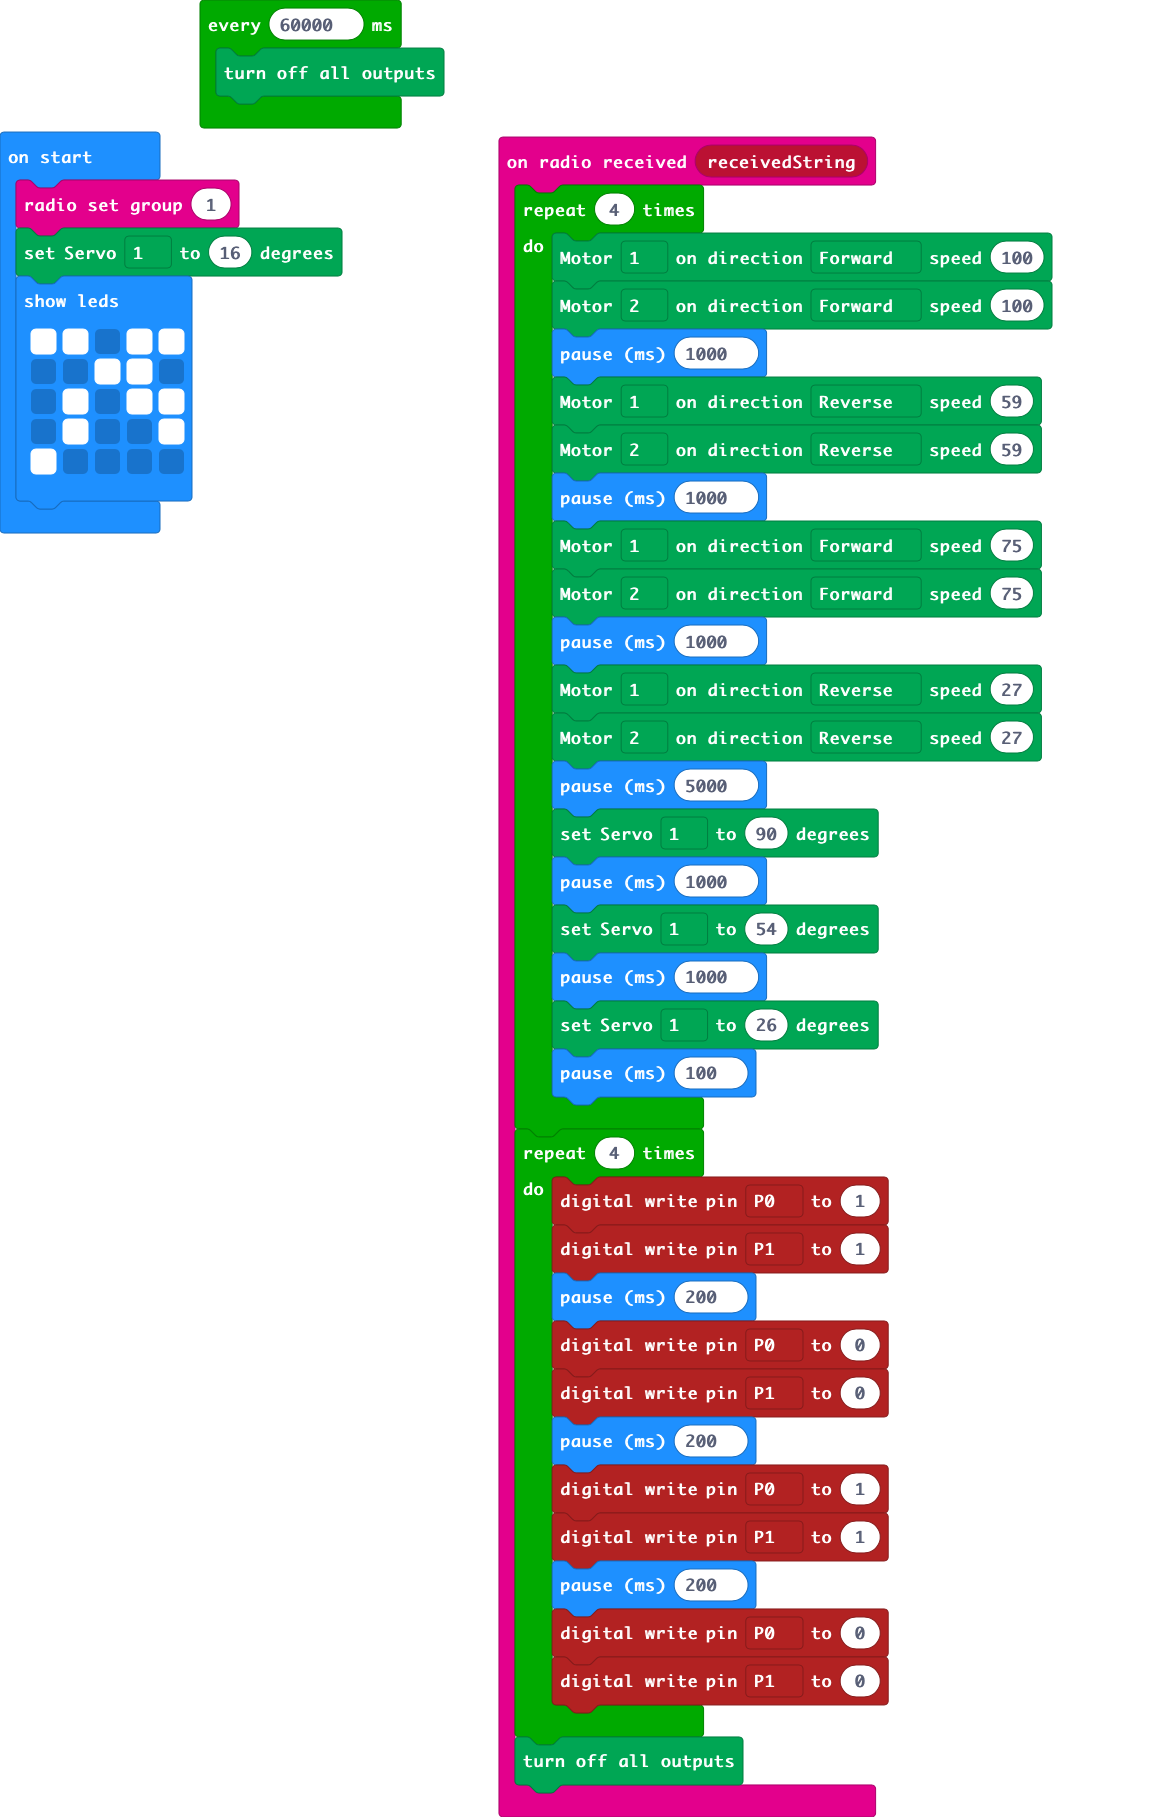 every 60000 ms
turn off all outputs
on start
radio set group 1
set Servo 1 to 16 degrees
show leds
on radio received receivedString
repeat 4 times
do
Motor 1 on direction Forward speed 100
Motor 2 on direction Forward speed 100
pause (ms) 1000
Motor 1 on direction Reverse speed 59
Motor 2 on direction Reverse speed 59
pause (ms) 1000
Motor 1 on direction Forward speed 75
Motor 2 on direction Forward speed 75
pause (ms) 1000
Motor 1 on direction Reverse speed 27
Motor 2 on direction Reverse speed 27
pause (ms) 5000
set Servo 1 to 90 degrees
pause (ms) 1000
set Servo 1 to 54 degrees
pause (ms) 1000
set Servo 1 to 26 degrees
pause (ms) 100
repeat 4 times
do
digital write pin P0 to 1
digital write pin P1 to 1
pause (ms) 200
digital write pin P0 to 0
digital write pin P1 to 0
pause (ms) 200
digital write pin P0 to 1
digital write pin P1 to 1
pause (ms) 200
digital write pin P0 to 0
digital write pin P1 to 0
turn off all outputs